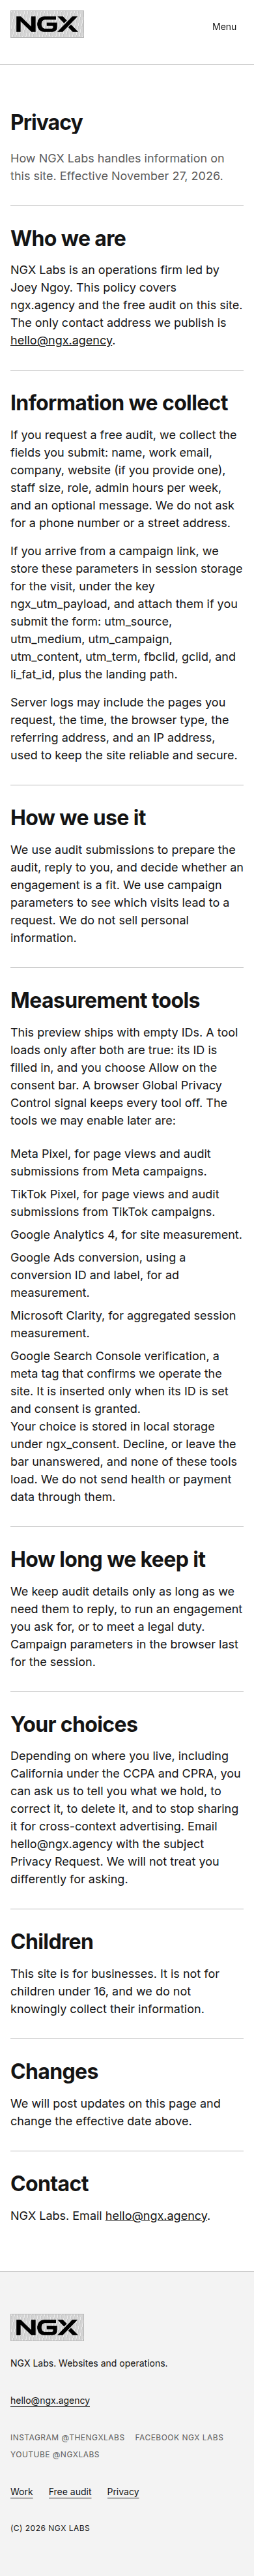 NGX
Menu
Privacy
How NGX Labs handles information on
this site. Effective November 27, 2026.
Who we are
NGX Labs is an operations firm led by
Joey Ngoy. This policy covers
ngx.agency and the free audit on this site.
The only contact address we publish is
hello@ngx.agency.
Information we collect
If you request a free audit, we collect the
fields you submit: name, work email,
company, website (if you provide one),
staff size, role, admin hours per week,
and an optional message. We do not ask
for a phone number or a street address.
If you arrive from a campaign link, we
store these parameters in session storage
for the visit, under the key
ngx_utm_payload, and attach them if you
submit the form: utm_source,
utm_medium, utm_campaign,
utm_content, utm_term, fbclid, gclid, and
li_fat_id, plus the landing path.
Server logs may include the pages you
request, the time, the browser type, the
referring address, and an IP address,
used to keep the site reliable and secure.
How we use it
We use audit submissions to prepare the
audit, reply to you, and decide whether an
engagement is a fit. We use campaign
parameters to see which visits lead to a
request. We do not sell personal
information.
Measurement tools
This preview ships with empty IDs. A tool
loads only after both are true: its ID is
filled in, and you choose Allow on the
consent bar. A browser Global Privacy
Control signal keeps every tool off. The
tools we may enable later are:
Meta Pixel, for page views and audit
submissions from Meta campaigns.
TikTok Pixel, for page views and audit
submissions from TikTok campaigns.
Google Analytics 4, for site measurement.
Google Ads conversion, using a
conversion ID and label, for ad
measurement.
Microsoft Clarity, for aggregated session
measurement.
Google Search Console verification, a
meta tag that confirms we operate the
site. It is inserted only when its ID is set
and consent is granted.
Your choice is stored in local storage
under ngx_consent. Decline, or leave the
bar unanswered, and none of these tools
load. We do not send health or payment
data through them.
How long we keep it
We keep audit details only as long as we
need them to reply, to run an engagement
you ask for, or to meet a legal duty.
Campaign parameters in the browser last
for the session.
Your choices
Depending on where you live, including
California under the CCPA and CPRA, you
can ask us to tell you what we hold, to
correct it, to delete it, and to stop sharing
it for cross-context advertising. Email
hello@ngx.agency with the subject
Privacy Request. We will not treat you
differently for asking.
Children
This site is for businesses. It is not for
children under 16, and we do not
knowingly collect their information.
Changes
We will post updates on this page and
change the effective date above.
Contact
NGX Labs. Email hello@ngx.agency.
NGX
NGX Labs. Websites and operations.
hello@ngx.agency
INSTAGRAM @THENGXLABS FACEBOOK NGX LABS
YOUTUBE @NGXLABS
Work Free audit Privacy
(C) 2026 NGX LABS